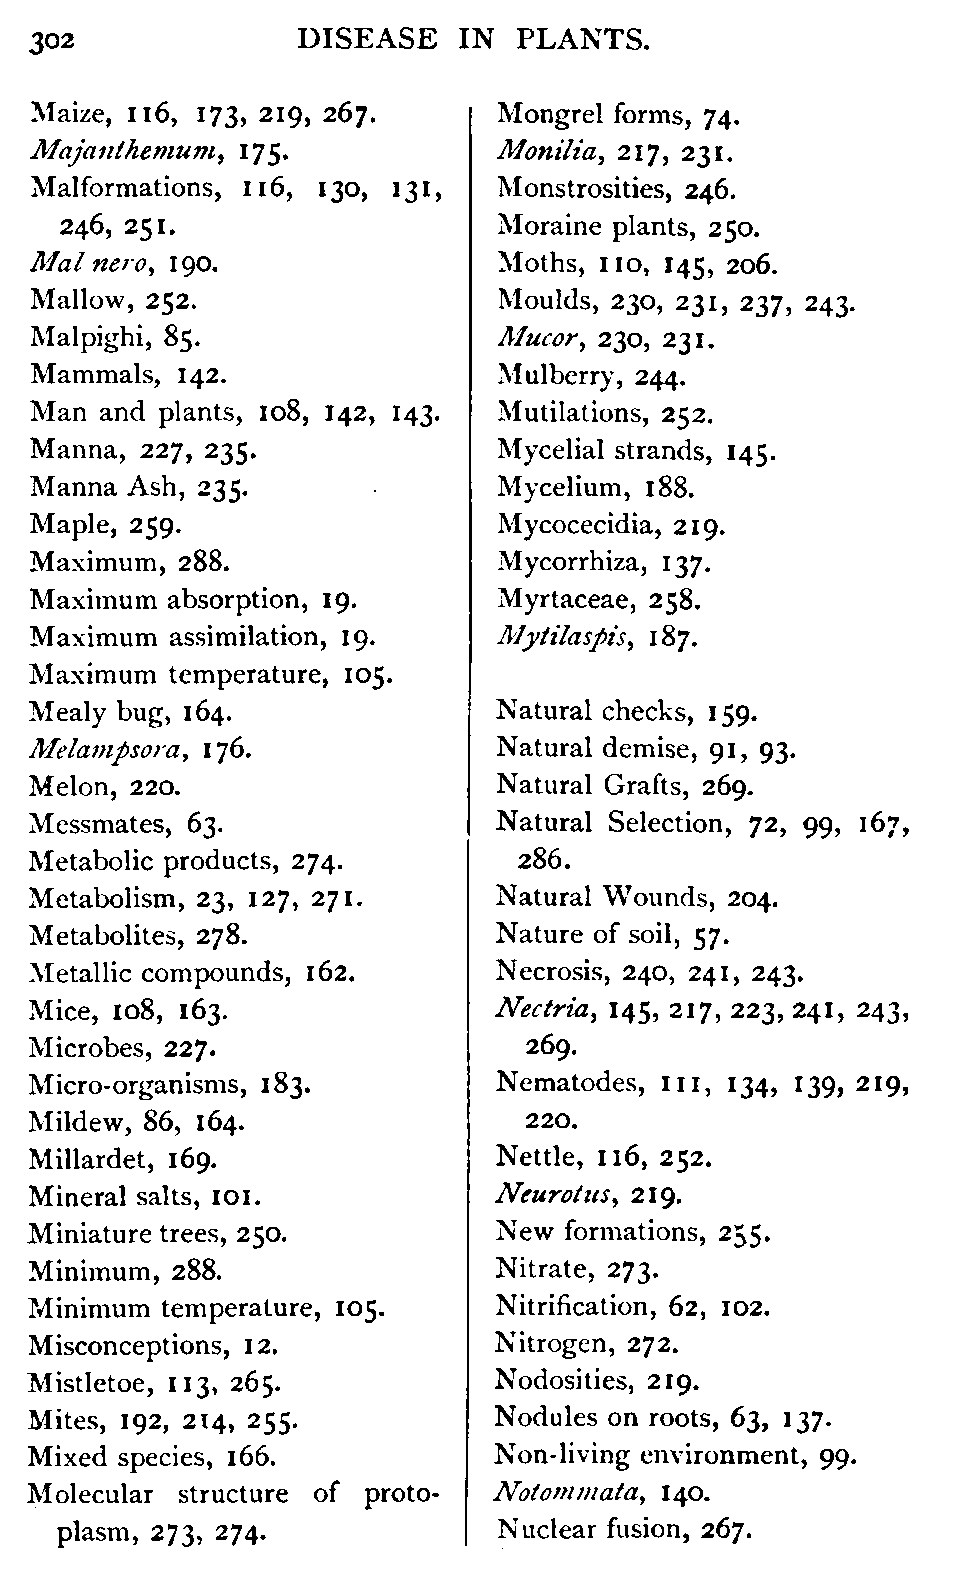 302 DISEASE IN PLANTS.
Maize, 116, 173, 219, 267.
Majanthemum, 175.
Malformations, 116, 130, 131,
246, 251.
Mal nero, 190.
Mallow, 252.
Malpighi, 85.
Mammals, 142.
Man and plants, 108, 142, 143.
Manna, 227, 235.
Manna Ash, 235.
Maple, 259.
Maximum, 288.
Maximum absorption, 19.
Maximum assimilation, 19.
Maximum temperature, 105.
Mealy bug, 164.
Melampsora, 176.
Melon, 220.
Messmates, 63.
Metabolic products, 274.
Metabolism, 23, 127, 271.
Metabolites, 278.
Metallic compounds, 162.
Mice, 108, 163.
Microbes, 227.
Micro-organisms, 183.
Mildew, 86, 164.
Millardet, 169.
Mineral salts, 101.
Miniature trees, 250.
Minimum, 288.
Minimum temperature, 105.
Misconceptions, 12.
Mistletoe, 113, 265.
Mites, 192, 214, 255.
Mixed species, 166.
Molecular structure of proto-
plasm, 273, 274.
Mongrel forms, 74.
Monilia, 217, 231.
Monstrosities, 246.
Moraine plants, 250.
Moths, 110, 145, 206.
Moulds, 230, 231, 237, 243.
Mucor, 230, 231.
Mulberry, 244.
Mutilations, 252.
Mycelial strands, 145.
Mycelium, 188.
Mycocecidia, 219.
Mycorrhiza, 137.
Myrtaceae, 258.
Mytilaspis, 187.
Natural checks, 159.
Natural demise, 91, 93.
Natural Grafts, 269.
Natural Selection, 72, 99, 167,
286.
Natural Wounds, 204.
Nature of soil, 57.
Necrosis, 240, 241, 243.
Nectria, 145, 217, 223, 241, 243,
269.
Nematodes, 111, 134, 139, 219,
220.
Nettle, 116, 252.
Neurotus, 219.
New formations, 255.
Nitrate, 273.
Nitrification, 62, 102.
Nitrogen, 272.
Nodosities, 219.
Nodules on roots, 63, 137.
Non-living environment, 99.
Notommata, 140.
Nuclear fusion, 267.